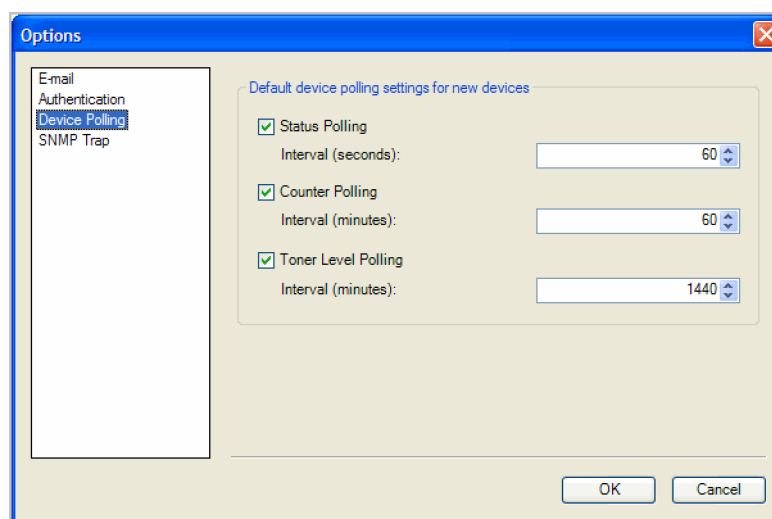 Options
E-mail
Authentication
Device Polling
SNMP Trap
Default device polling settings for new devices
Status Polling
Interval (seconds): 60
Counter Polling
Interval (minutes): 60
Toner Level Polling
Interval (minutes): 1440
OK Cancel